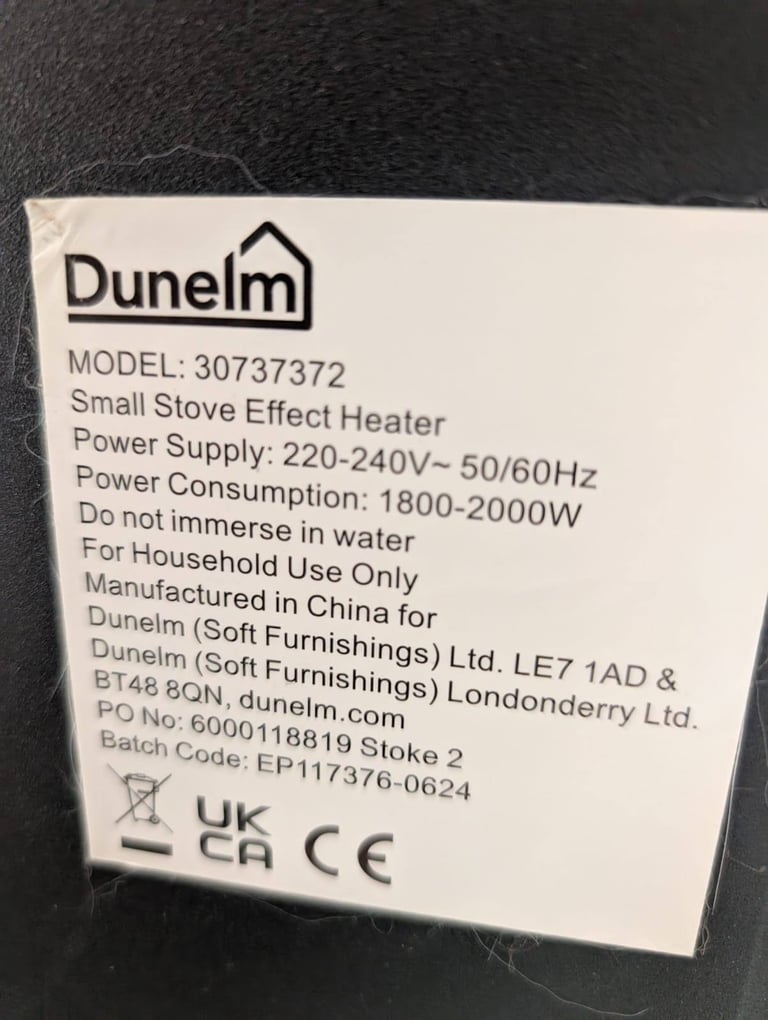 Dunelm
MODEL: 30737372
Small Stove Effect Heater
Power Supply: 220-240V~ 50/60Hz
Power Consumption: 1800-2000W
Do not immerse in water
For Household Use Only
Manufactured in China for
Dunelm (Soft Furnishings) Ltd. LE7 1AD &
Dunelm (Soft Furnishings) Londonderry Ltd.
BT48 8QN, dunelm.com
PO No: 6000118819 Stoke 2
Batch Code: EP117376-0624
UK
CA CE